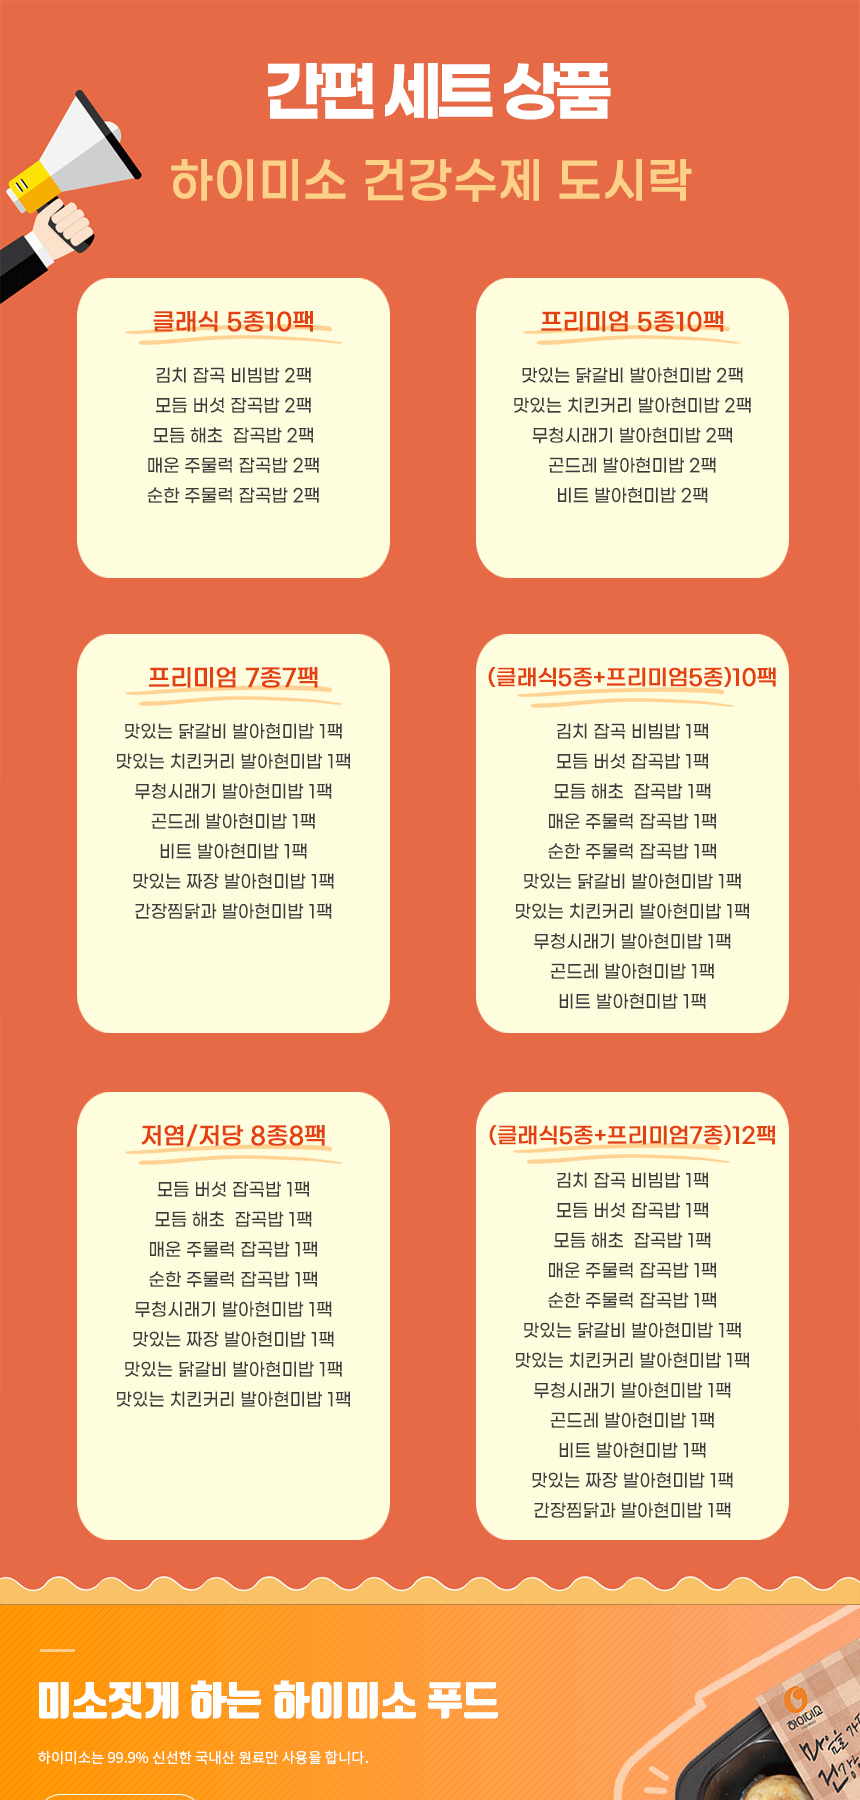 간편 세트 상품
하이미소 건강수제 도시락
클래식 5종10팩
김치 잡곡 비빔밥 2팩
모듬 버섯 잡곡밥 2팩
모듬 해초  잡곡밥 2팩
매운 주물럭 잡곡밥 2팩
순한 주물럭 잡곡밥 2팩
프리미엄 5종10팩
맛있는 닭갈비 발아현미밥 2팩
맛있는 치킨커리 발아현미밥 2팩
무청시래기 발아현미밥 2팩
곤드레 발아현미밥 2팩
비트 발아현미밥 2팩
프리미엄 7종7팩
맛있는 닭갈비 발아현미밥 1팩
맛있는 치킨커리 발아현미밥 1팩
무청시래기 발아현미밥 1팩
곤드레 발아현미밥 1팩
비트 발아현미밥 1팩
맛있는 짜장 발아현미밥 1팩
간장찜닭과 발아현미밥 1팩
(클래식5종+프리미엄5종)10팩
김치 잡곡 비빔밥 1팩
모듬 버섯 잡곡밥 1팩
모듬 해초  잡곡밥 1팩
매운 주물럭 잡곡밥 1팩
순한 주물럭 잡곡밥 1팩
맛있는 닭갈비 발아현미밥 1팩
맛있는 치킨커리 발아현미밥 1팩
무청시래기 발아현미밥 1팩
곤드레 발아현미밥 1팩
비트 발아현미밥 1팩
저염/저당 8종8팩
모듬 버섯 잡곡밥 1팩
모듬 해초  잡곡밥 1팩
매운 주물럭 잡곡밥 1팩
순한 주물럭 잡곡밥 1팩
무청시래기 발아현미밥 1팩
맛있는 짜장 발아현미밥 1팩
맛있는 닭갈비 발아현미밥 1팩
맛있는 치킨커리 발아현미밥 1팩
(클래식5종+프리미엄7종)12팩
김치 잡곡 비빔밥 1팩
모듬 버섯 잡곡밥 1팩
모듬 해초  잡곡밥 1팩
매운 주물럭 잡곡밥 1팩
순한 주물럭 잡곡밥 1팩
맛있는 닭갈비 발아현미밥 1팩
맛있는 치킨커리 발아현미밥 1팩
무청시래기 발아현미밥 1팩
곤드레 발아현미밥 1팩
비트 발아현미밥 1팩
맛있는 짜장 발아현미밥 1팩
간장찜닭과 발아현미밥 1팩
미소짓게 하는 하이미소 푸드
하이미소는 99.9% 신선한 국내산 원료만 사용을 합니다.
하이미소
마음을
건강